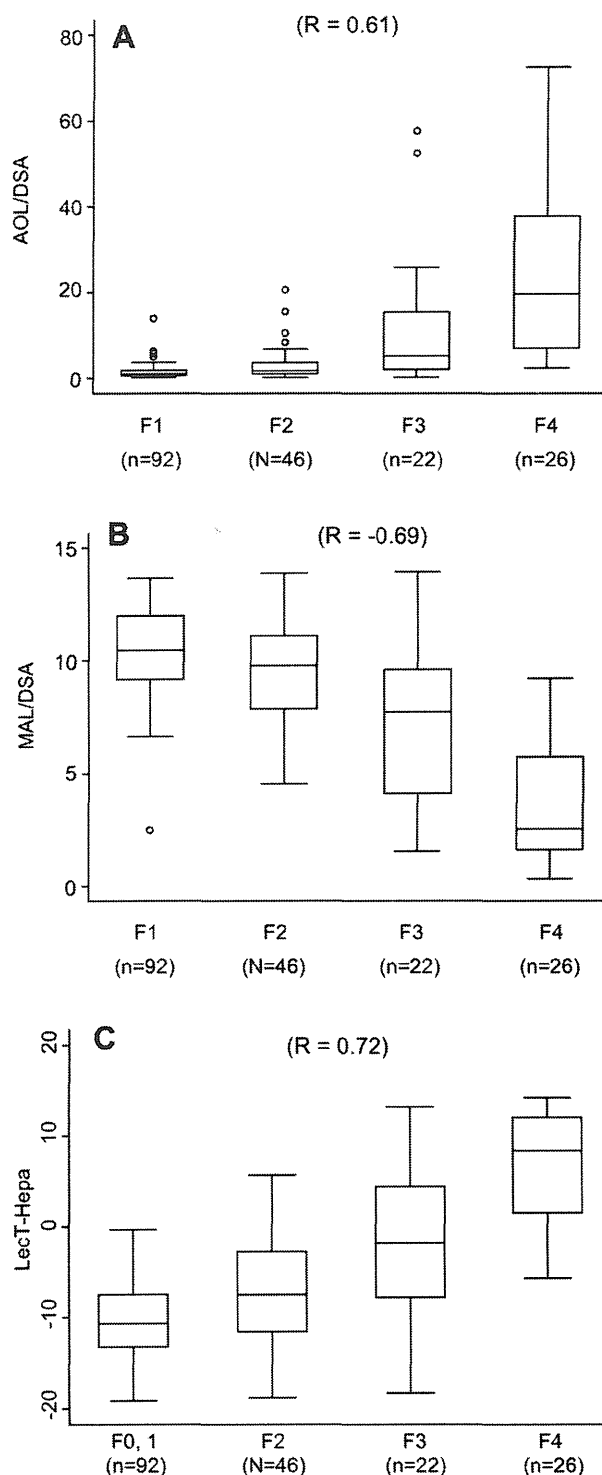 A
(R = 0.61)
80
60
40
20
0
AOL/DSA
F1 F2 F3 F4
(n=92) (N=46) (n=22) (n=26)
B
(R = -0.69)
15
10
5
0
MAL/DSA
F1 F2 F3 F4
(n=92) (N=46) (n=22) (n=26)
C
(R = 0.72)
20
10
0
-10
-20
LecT-Hepa
F0, 1 F2 F3 F4
(n=92) (N=46) (n=22) (n=26)